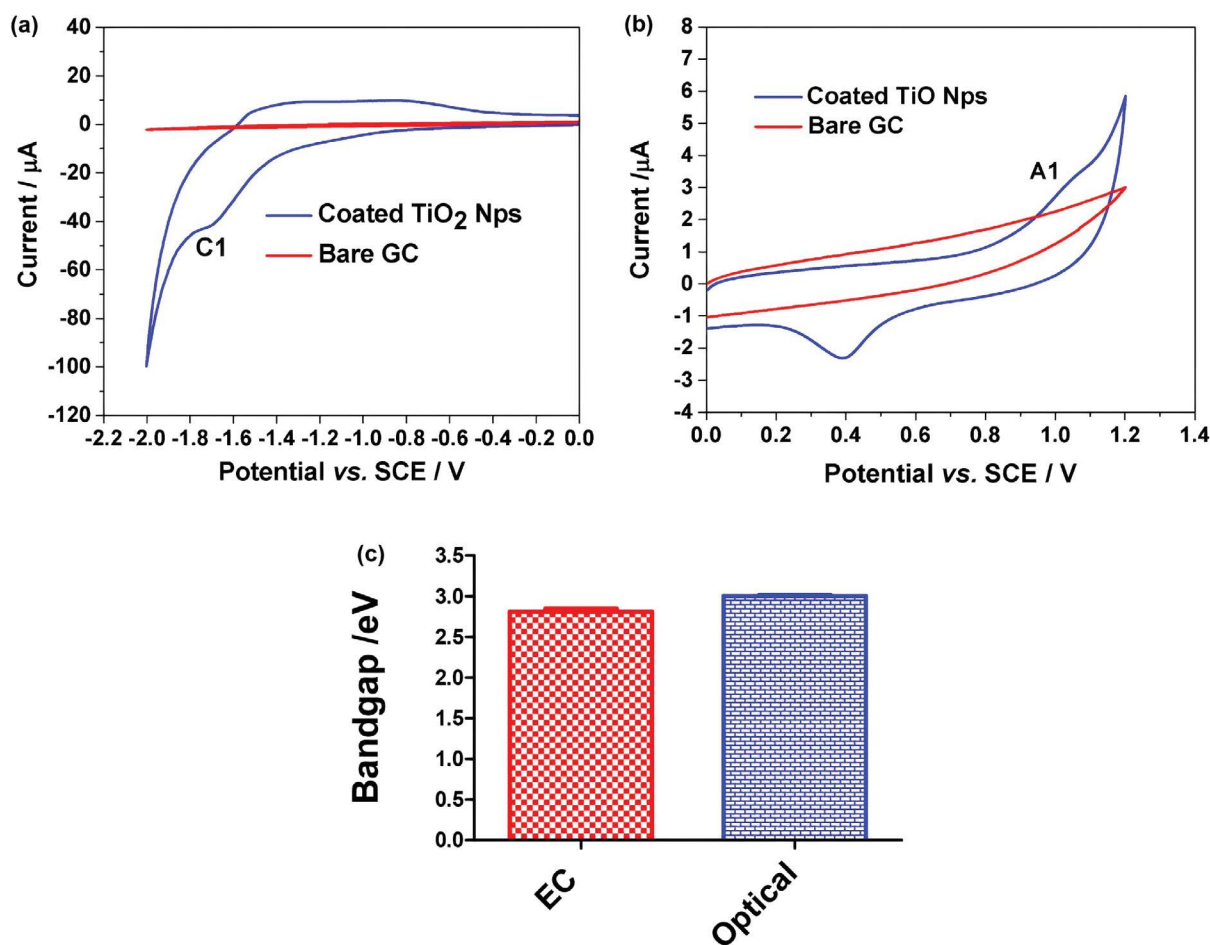 (a)
40
20
0
-20
-40
-60
-80
-100
-120
Current / μA
C1
Coated TiO2 Nps
Bare GC
-2.2 -2.0 -1.8 -1.6 -1.4 -1.2 -1.0 -0.8 -0.6 -0.4 -0.2 0.0
Potential vs. SCE / V
(b)
8
7
6
5
4
3
2
1
0
-1
-2
-3
-4
Current /μA
Coated TiO Nps
Bare GC
A1
0.0 0.2 0.4 0.6 0.8 1.0 1.2 1.4
Potential vs. SCE / V
(c)
3.5
3.0
2.5
2.0
1.5
1.0
0.5
0.0
Bandgap /eV
EC
Optical